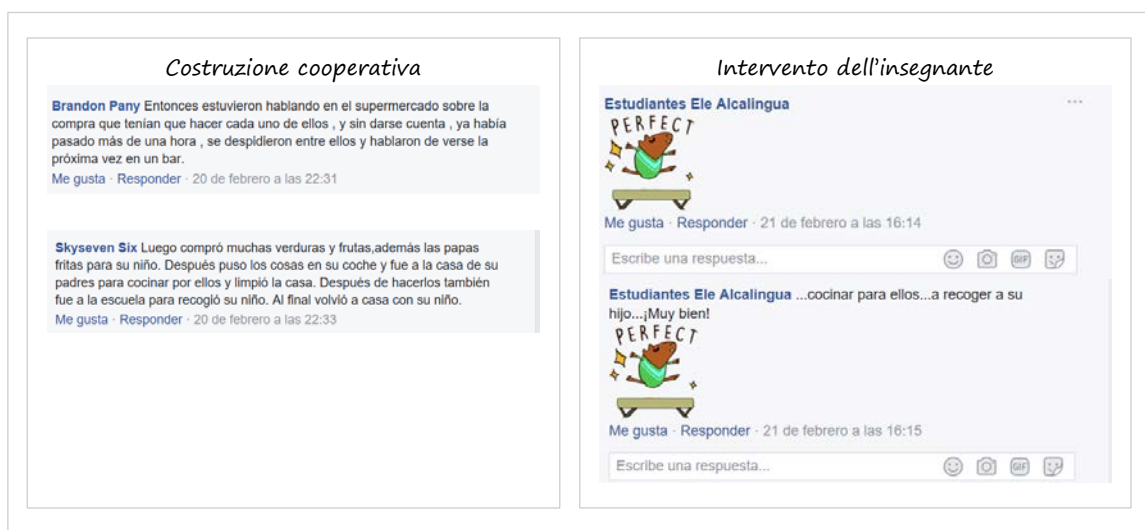 Costruzione cooperativa
Brandon Pany Entonces estuvieron hablando en el supermercado sobre la
compra que tenían que hacer cada uno de ellos , y sin darse cuenta , ya había
pasado más de una hora , se despidieron entre ellos y hablaron de verse la
próxima vez en un bar.
Me gusta · Responder · 20 de febrero a las 22:31
Skyseven Six Luego compró muchas verduras y frutas,además las papas
fritas para su niño. Después puso los cosas en su coche y fue a la casa de su
padres para cocinar por ellos y limpió la casa. Después de hacerlos también
fue a la escuela para recogió su niño. Al final volvió a casa con su niño.
Me gusta · Responder · 20 de febrero a las 22:33
Intervento dell'insegnante
Estudiantes Ele Alcalingua
PERFECT
Me gusta · Responder · 21 de febrero a las 16:14
Escribe una respuesta...
GIF
Estudiantes Ele Alcalingua ...cocinar para ellos...a recoger a su
hijo...¡Muy bien!
PERFECT
Me gusta · Responder · 21 de febrero a las 16:15
Escribe una respuesta...
GIF